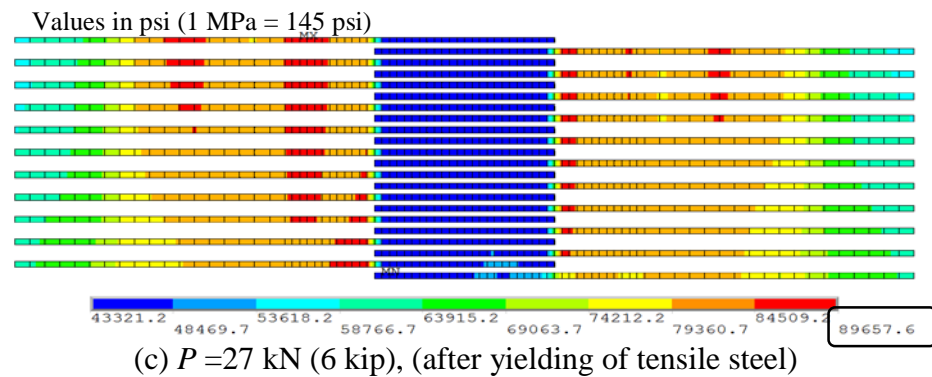 Values in psi (1 MPa = 145 psi)
MX
MN
43321.2 53618.2 63915.2 74212.2 84509.2
48469.7 58766.7 69063.7 79360.7 89657.6
(c) P =27 kN (6 kip), (after yielding of tensile steel)